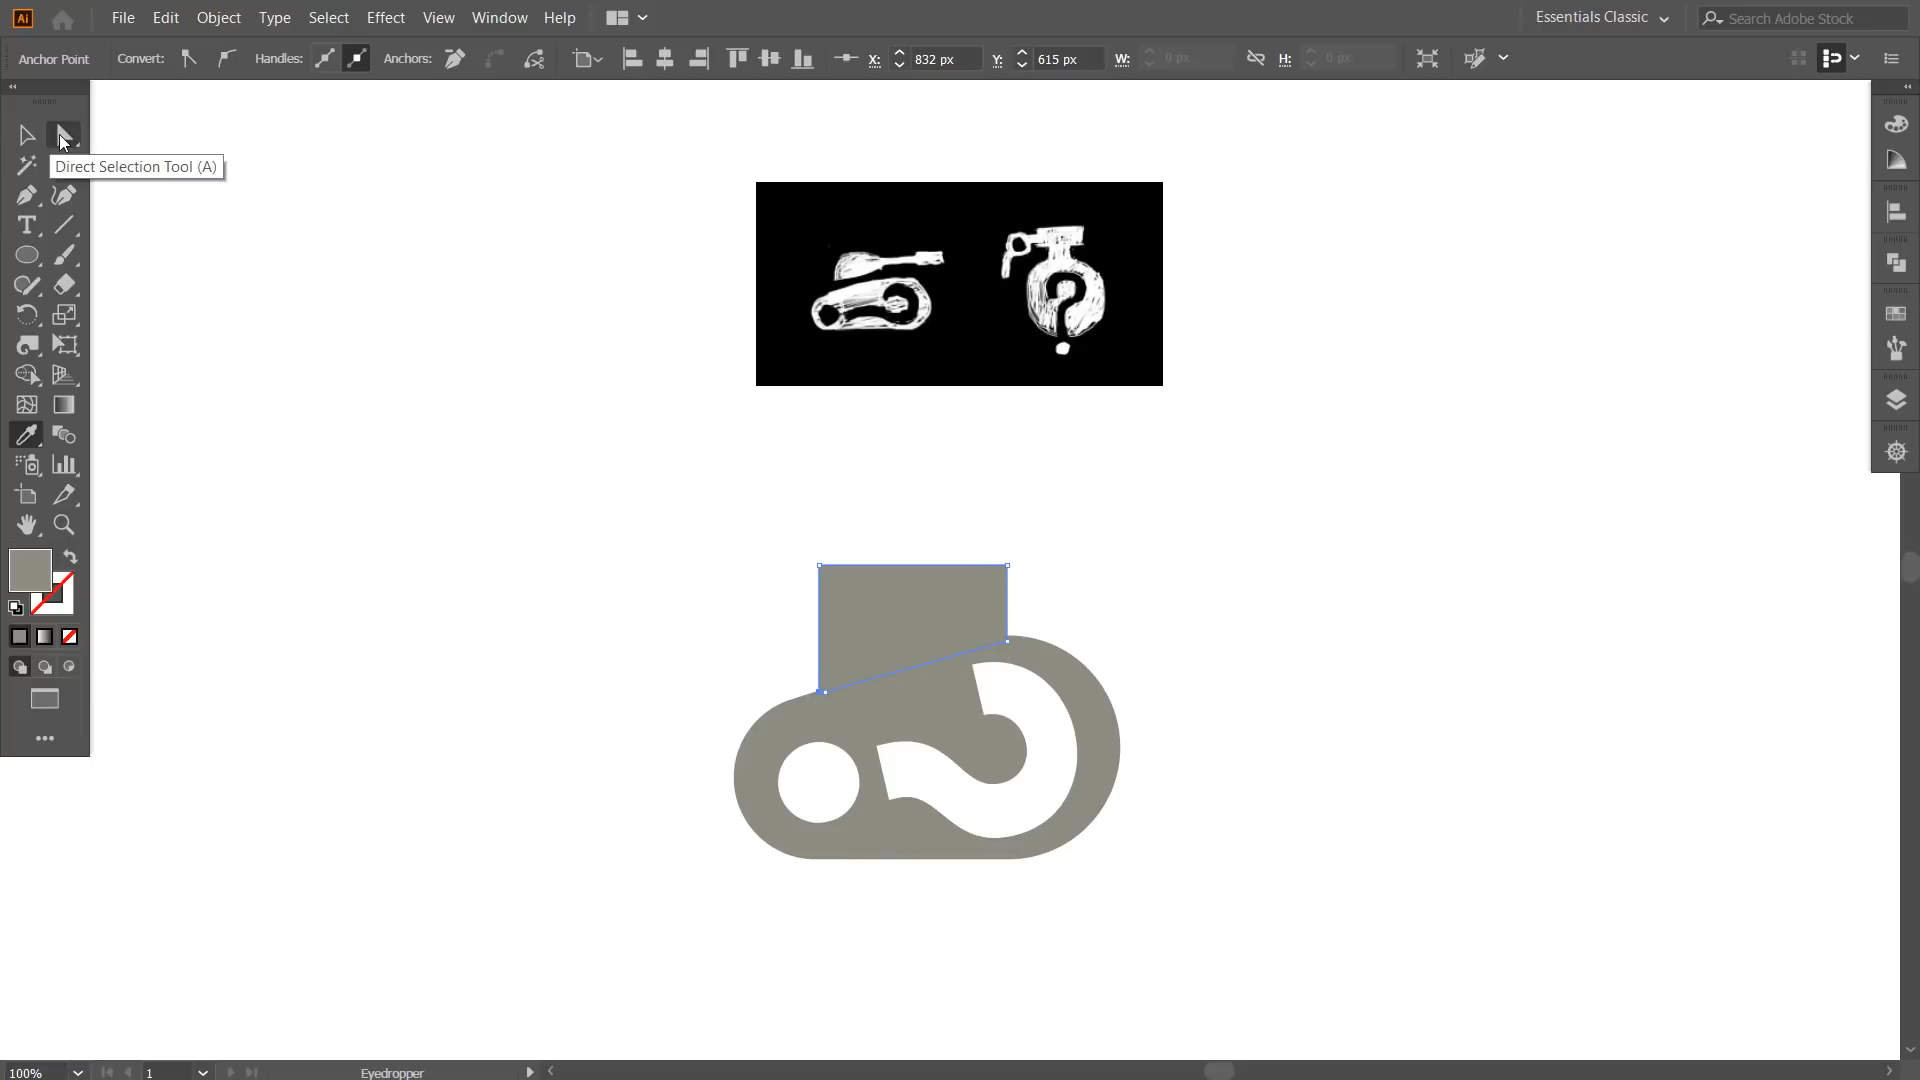 Ai File Edit Object Type Select Effect View Window Help Essentials Classic Search Adobe Stock
Anchor Point Convert: Handles: Anchors: X: 832 px Y: 615 px W: 0 px H: 0 px
Direct Selection Tool (A)
T
?
100% 1 Eyedropper